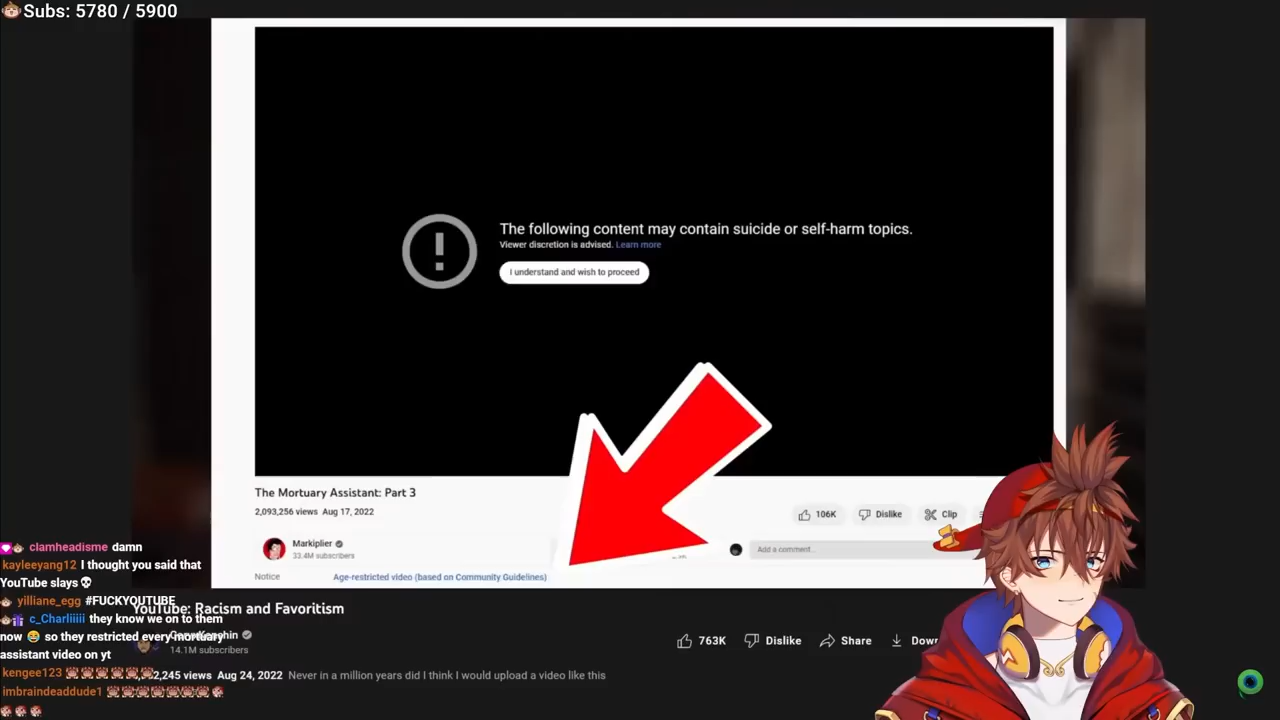 Subs: 5780 / 5900
The following content may contain suicide or self-harm topics.
Viewer discretion is advised. Learn more
I understand and wish to proceed
The Mortuary Assistant: Part 3
2,093,256 views Aug 17, 2022
106K Dislike Clip
Markiplier
33.4M subscribers
Add a comment...
Notice Age-restricted video (based on Community Guidelines)
clamheadisme damn
kayleeyang12 I thought you said that
YouTube slays
yilliane_egg #FUCKYOUTUBE
c_Charliiiii they know we on to them
now so they restricted every mortuary
assistant video on yt
kengee123
imbraindeaddude1
YouTube: Racism and Favoritism
14.1M subscribers
763K Dislike Share
2,245 views Aug 24, 2022 Never in a million years did I think I would upload a video like this